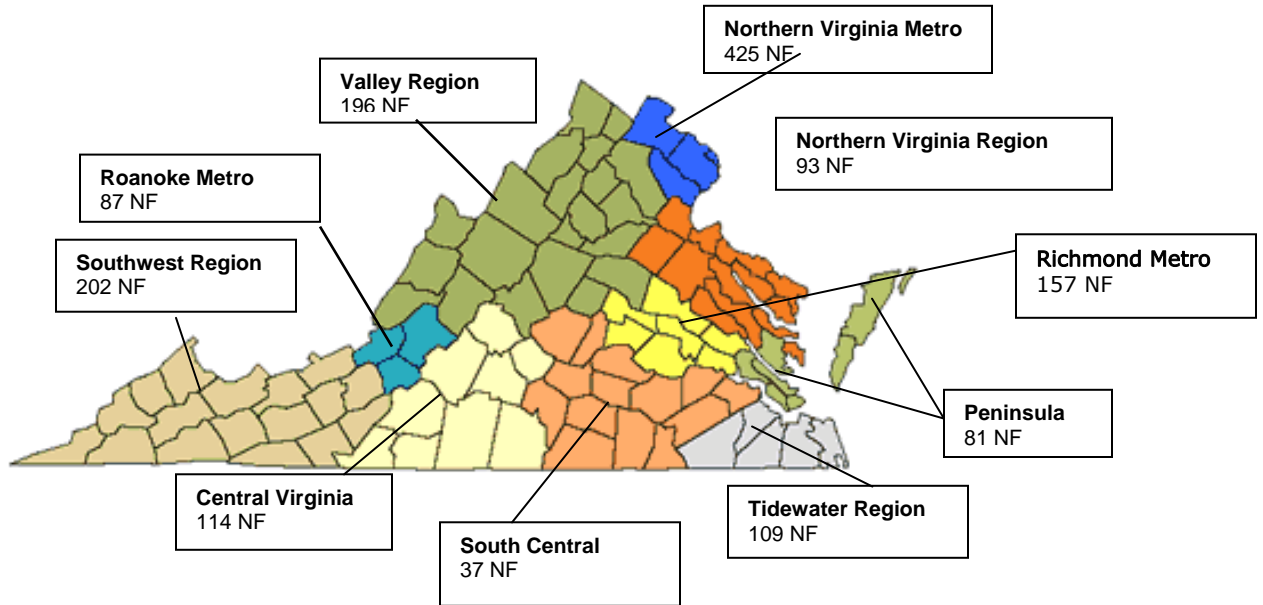 Northern Virginia Metro
425 NF
Valley Region
196 NF
Northern Virginia Region
93 NF
Roanoke Metro
87 NF
Southwest Region
202 NF
Richmond Metro
157 NF
Peninsula
81 NF
Central Virginia
114 NF
Tidewater Region
109 NF
South Central
37 NF